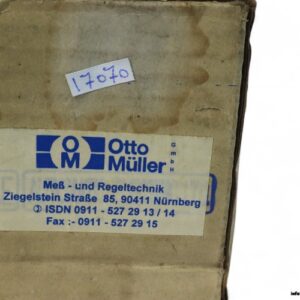 17070
OM Otto
Müller
GmbH
Meß - und Regeltechnik
Ziegelstein Straße 85, 90411 Nürnberg
ISDN 0911 - 527 29 13 / 14
Fax :- 0911 - 527 29 15